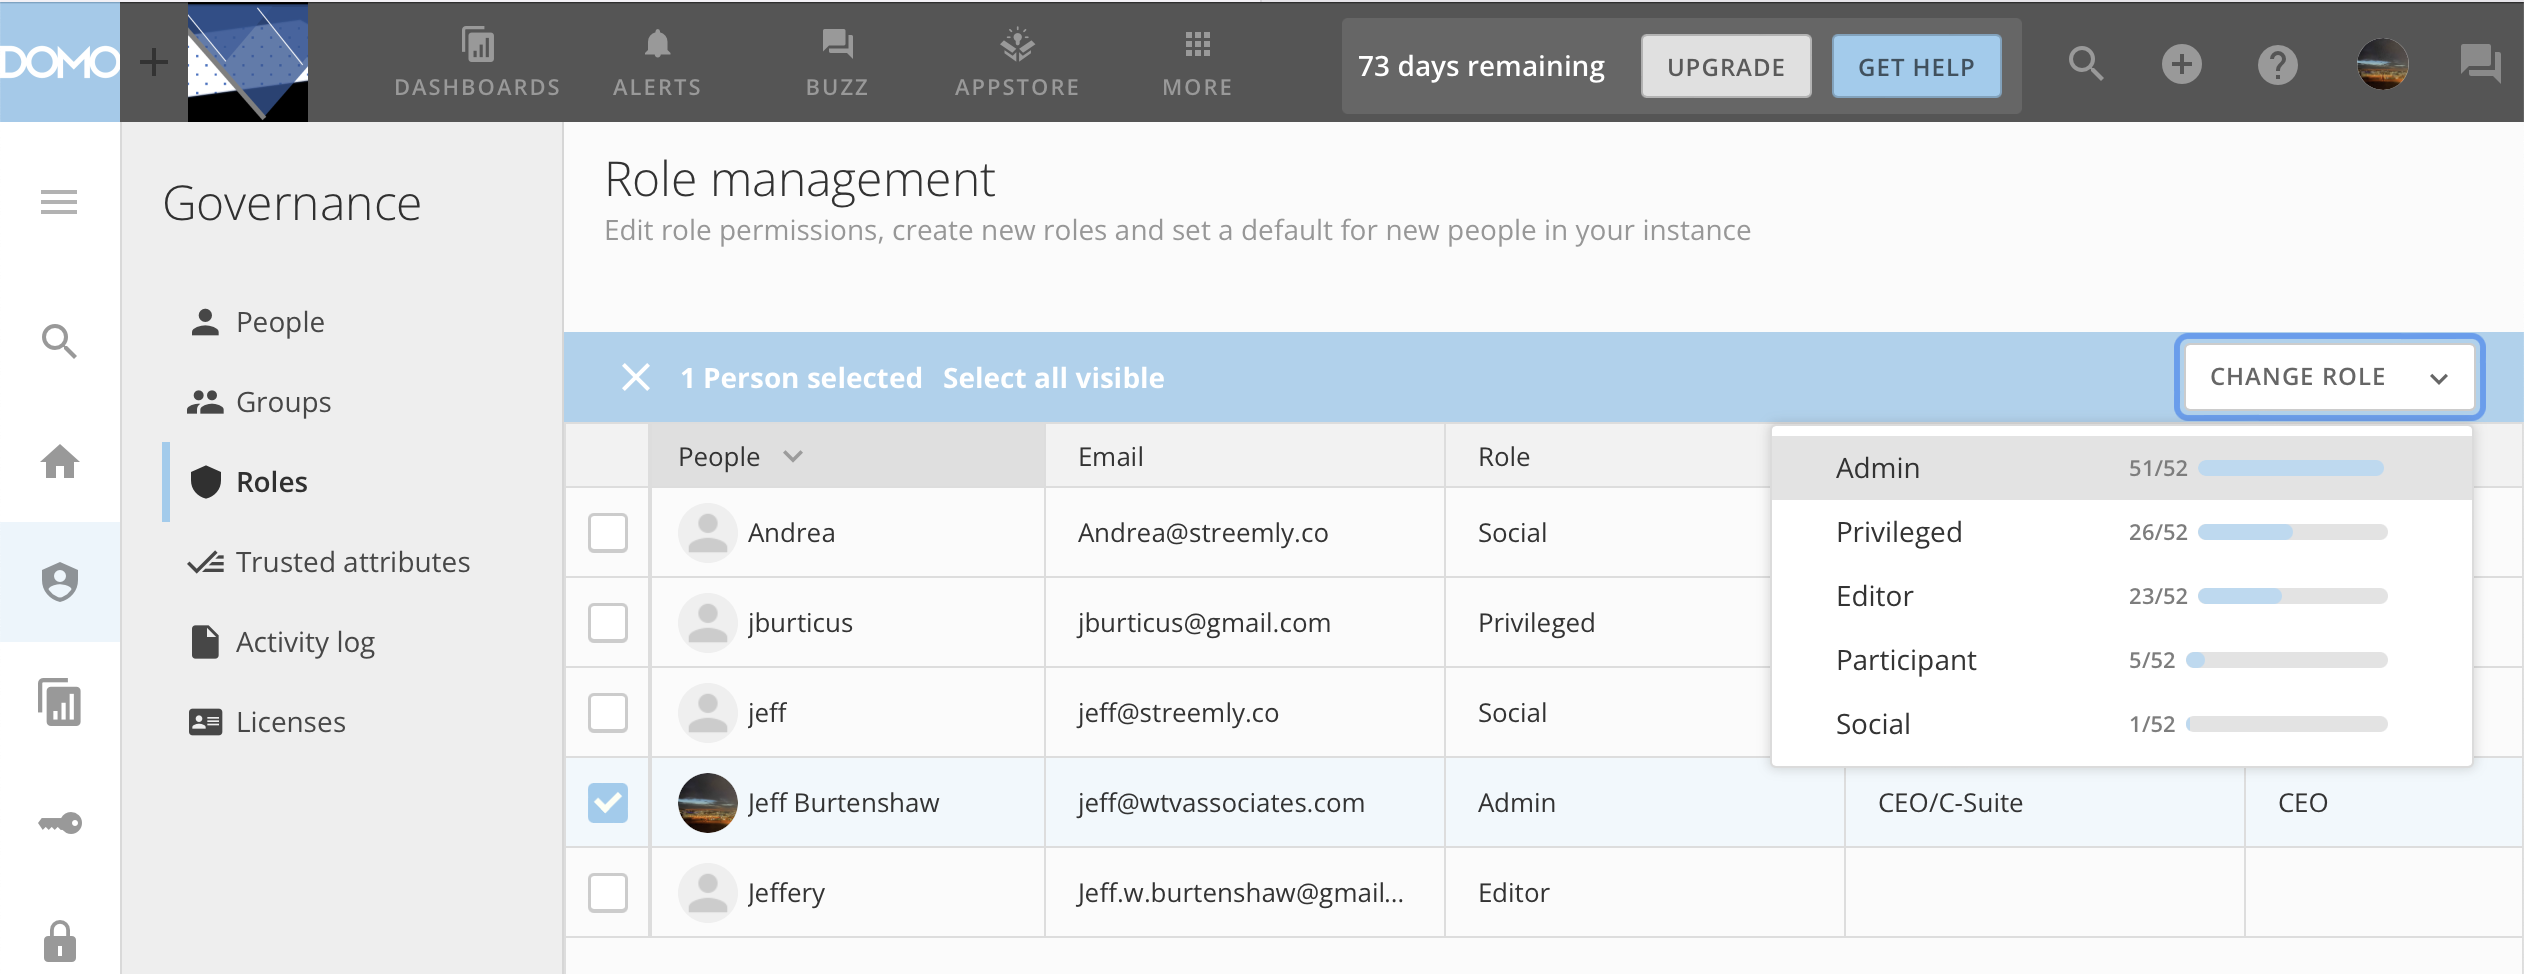 DOMO
DASHBOARDS
ALERTS
BUZZ
APPSTORE
MORE
73 days remaining
UPGRADE
GET HELP
Governance
People
Groups
Roles
Trusted attributes
Activity log
Licenses
Role management
Edit role permissions, create new roles and set a default for new people in your instance
1 Person selected Select all visible
CHANGE ROLE
People Email Role
Andrea Andrea@streemly.co Social
jburticus jburticus@gmail.com Privileged
jeff jeff@streemly.co Social
Jeff Burtenshaw jeff@wtvassociates.com Admin CEO/C-Suite CEO
Jeffery Jeff.w.burtenshaw@gmail... Editor
Admin 51/52
Privileged 26/52
Editor 23/52
Participant 5/52
Social 1/52